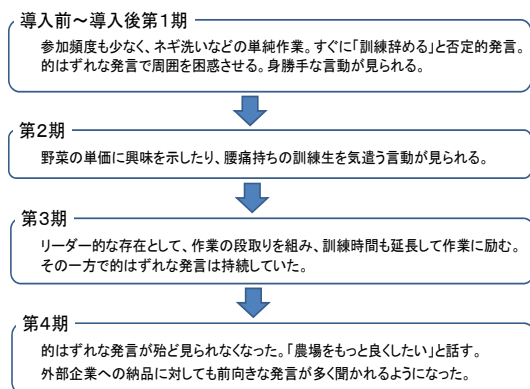 導入前～導入後第1期
参加頻度も少なく、ネギ洗いなどの単純作業。すぐに「訓練辞める」と否定的発言。
的はずれな発言で周囲を困惑させる。身勝手な言動が見られる。
第2期
野菜の単価に興味を示したり、腰痛持ちの訓練生を気遣う言動が見られる。
第3期
リーダー的な存在として、作業の段取りを組み、訓練時間も延長して作業に励む。
その一方で的はずれな発言は持続していた。
第4期
的はずれな発言が殆ど見られなくなった。「農場をもっと良くしたい」と話す。
外部企業への納品に対しても前向きな発言が多く聞かれるようになった。